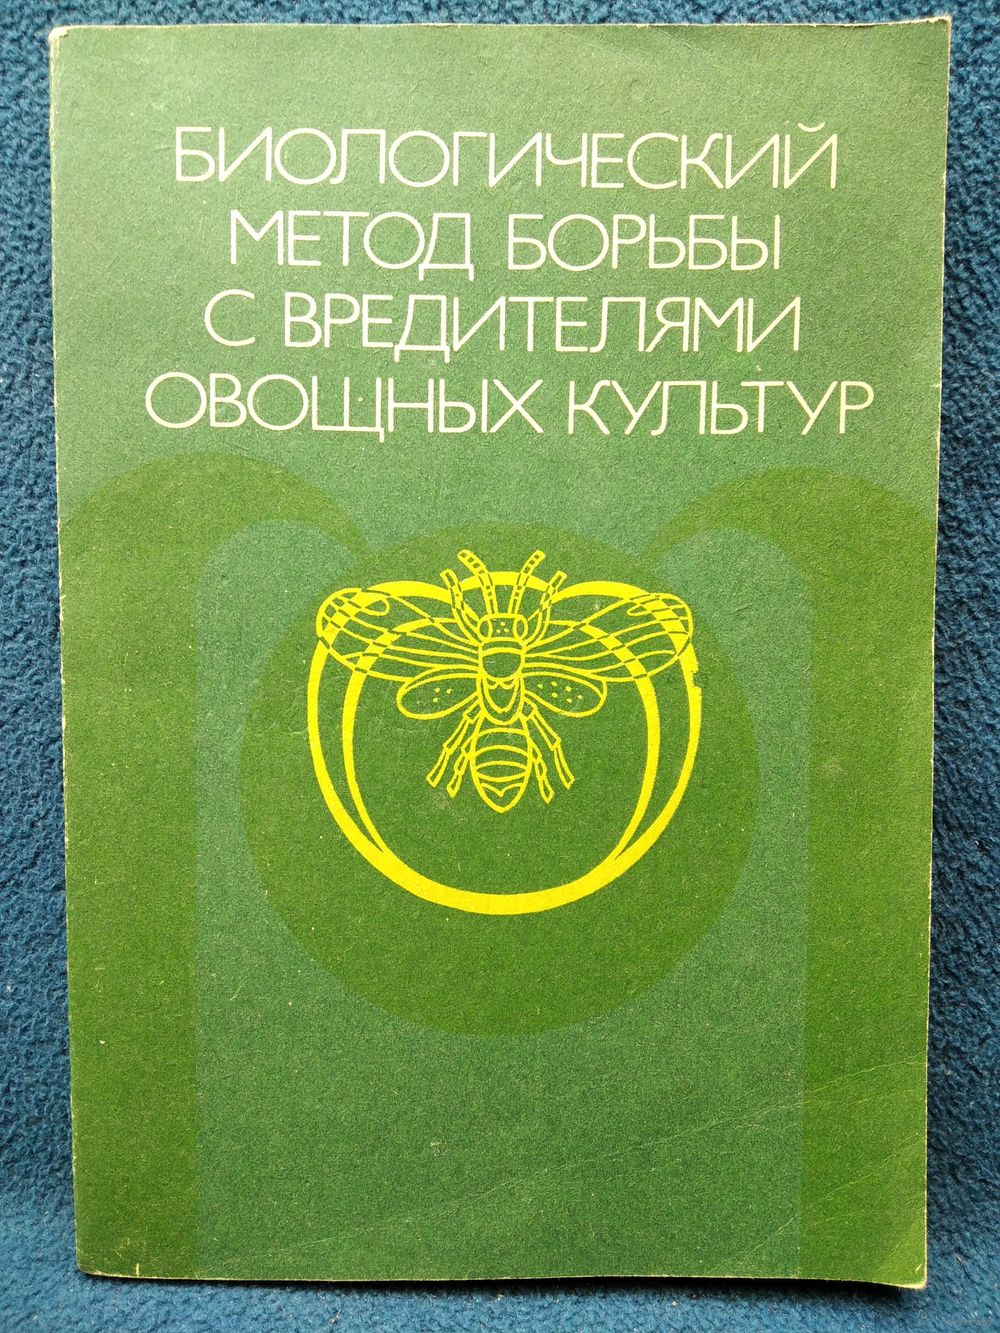 БИОЛОГИЧЕСКИЙ
МЕТОД БОРЬБЫ
С ВРЕДИТЕЛЯМИ
ОВОЩНЫХ КУЛЬТУР